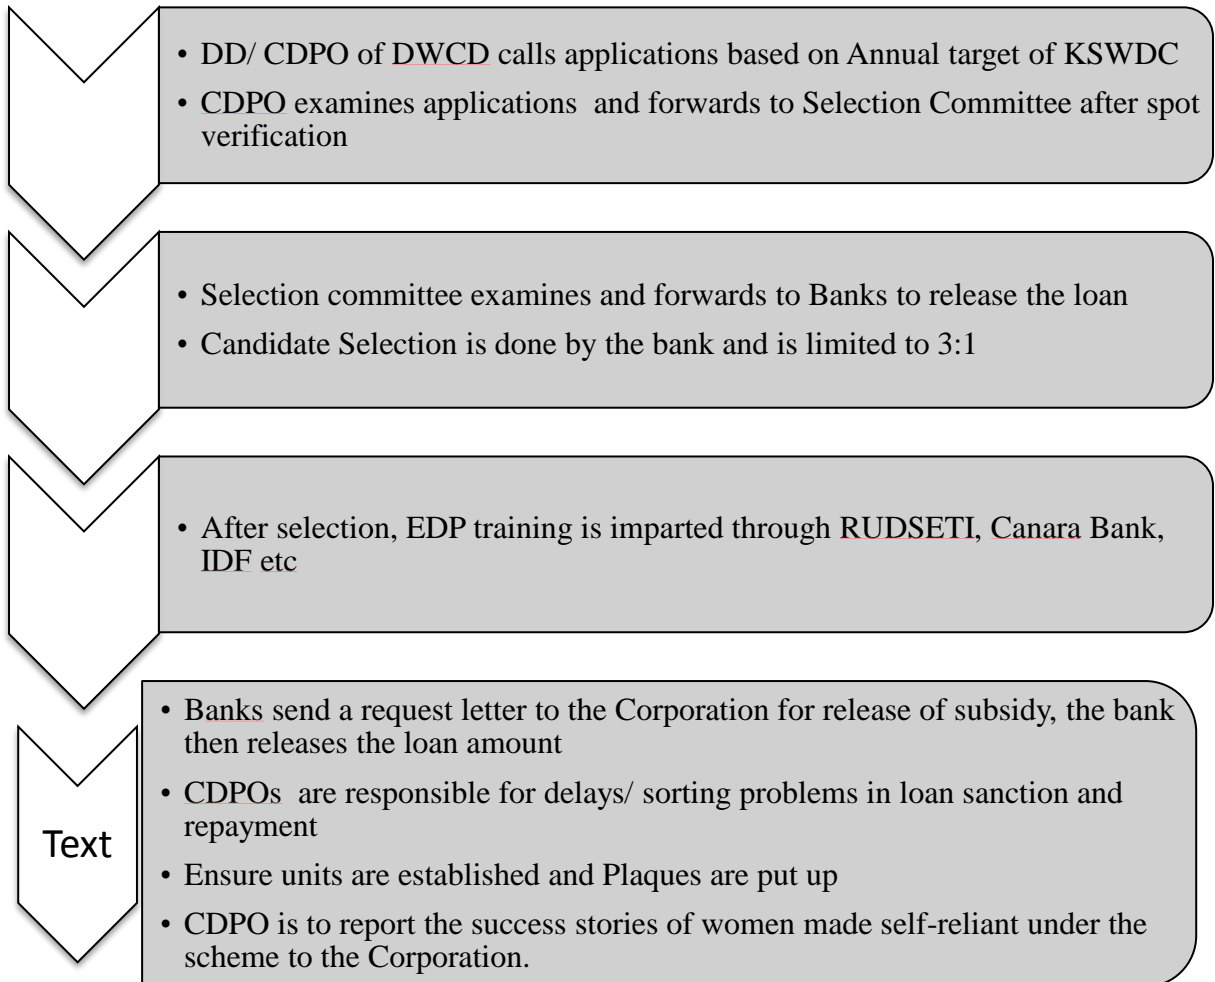 • DD/ CDPO of DWCD calls applications based on Annual target of KSWDC
• CDPO examines applications and forwards to Selection Committee after spot
verification
• Selection committee examines and forwards to Banks to release the loan
• Candidate Selection is done by the bank and is limited to 3:1
• After selection, EDP training is imparted through RUDSETI, Canara Bank,
IDF etc
Text
• Banks send a request letter to the Corporation for release of subsidy, the bank
then releases the loan amount
• CDPOs are responsible for delays/ sorting problems in loan sanction and
repayment
• Ensure units are established and Plaques are put up
• CDPO is to report the success stories of women made self-reliant under the
scheme to the Corporation.